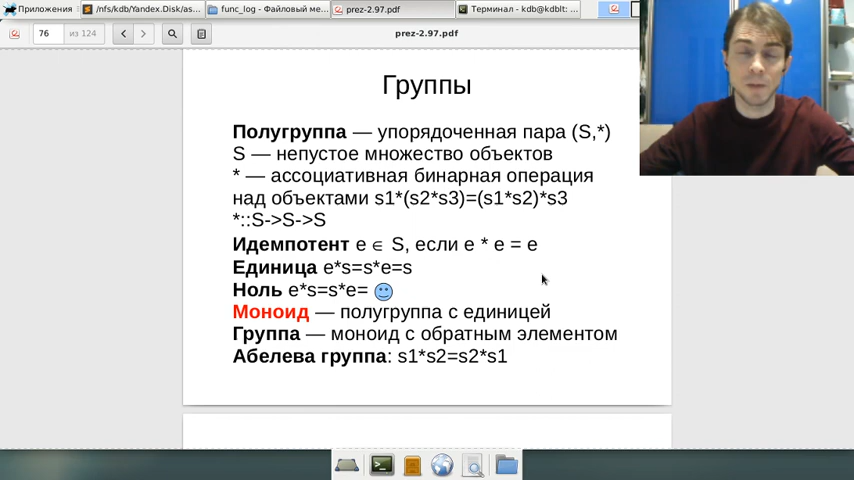 Приложения
/nfs/kdb/Yandex.Disk/as...
func_log - Файловый ме...
prez-2.97.pdf
Терминал - kdb@kdblt: ...
76 из 124
prez-2.97.pdf
Группы
Полугруппа — упорядоченная пара (S,*)
S — непустое множество объектов
* — ассоциативная бинарная операция
над объектами s1*(s2*s3)=(s1*s2)*s3
*::S->S->S
Идемпотент e ∈ S, если e * e = e
Единица e*s=s*e=s
Ноль e*s=s*e=
Моноид — полугруппа с единицей
Группа — моноид с обратным элементом
Абелева группа: s1*s2=s2*s1